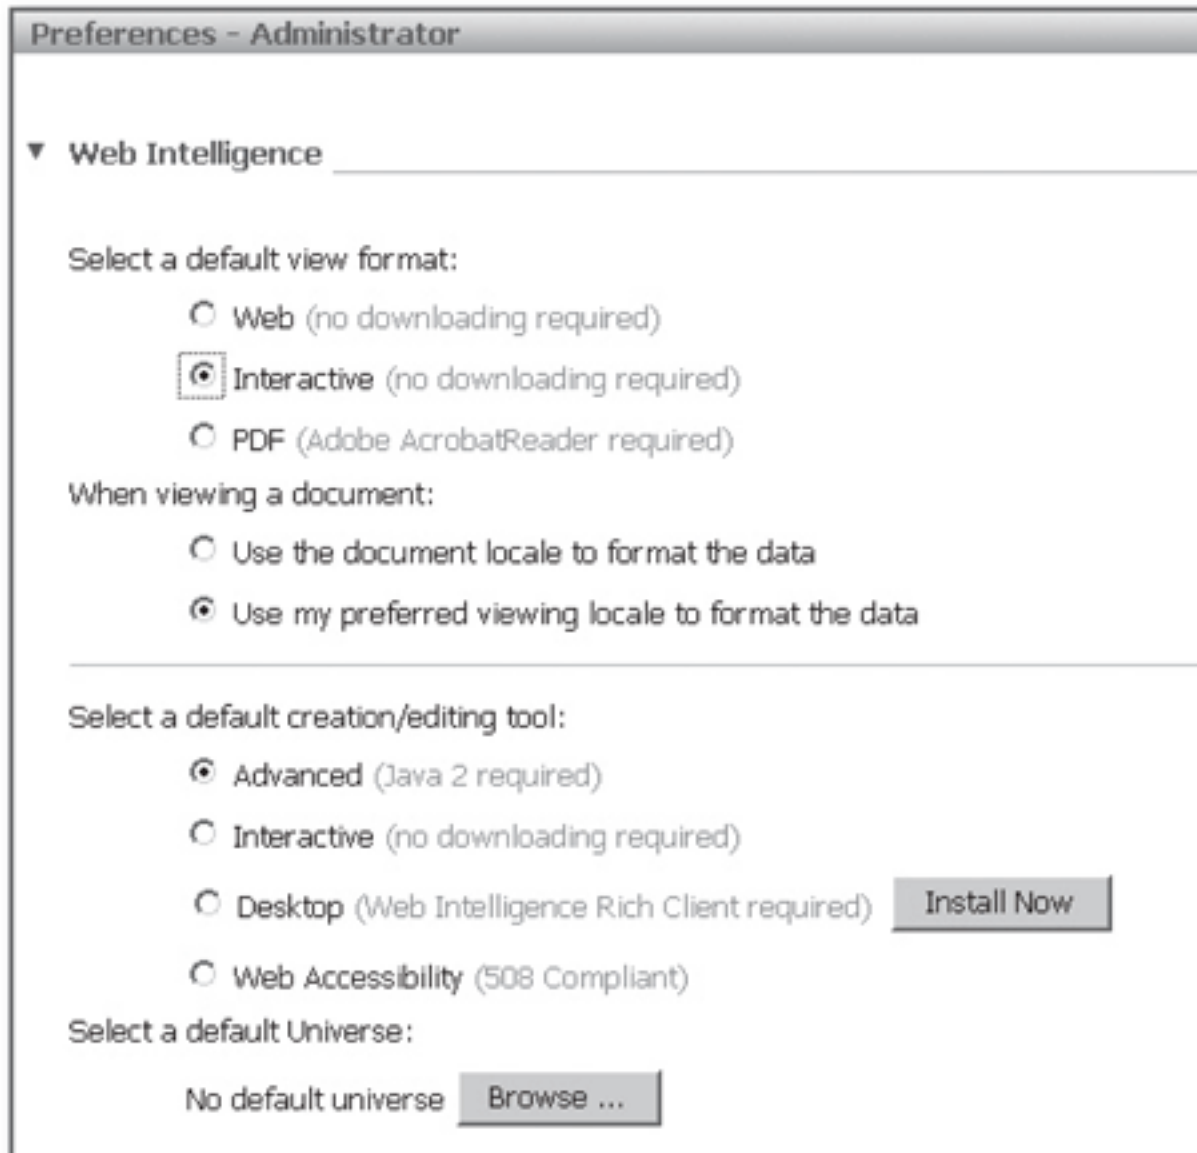 Preferences - Administrator
Web Intelligence
Select a default view format:
Web (no downloading required)
Interactive (no downloading required)
PDF (Adobe AcrobatReader required)
When viewing a document:
Use the document locale to format the data
Use my preferred viewing locale to format the data
Select a default creation/editing tool:
Advanced (Java 2 required)
Interactive (no downloading required)
Desktop (Web Intelligence Rich Client required) Install Now
Web Accessibility (508 Compliant)
Select a default Universe:
No default universe Browse ...